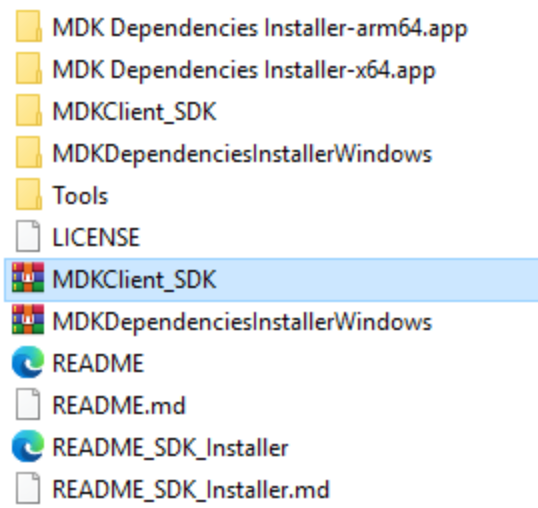 MDK Dependencies Installer-arm64.app
MDK Dependencies Installer-x64.app
MDKClient_SDK
MDKDependenciesInstallerWindows
Tools
LICENSE
MDKClient_SDK
MDKDependenciesInstallerWindows
README
README.md
README_SDK_Installer
README_SDK_Installer.md